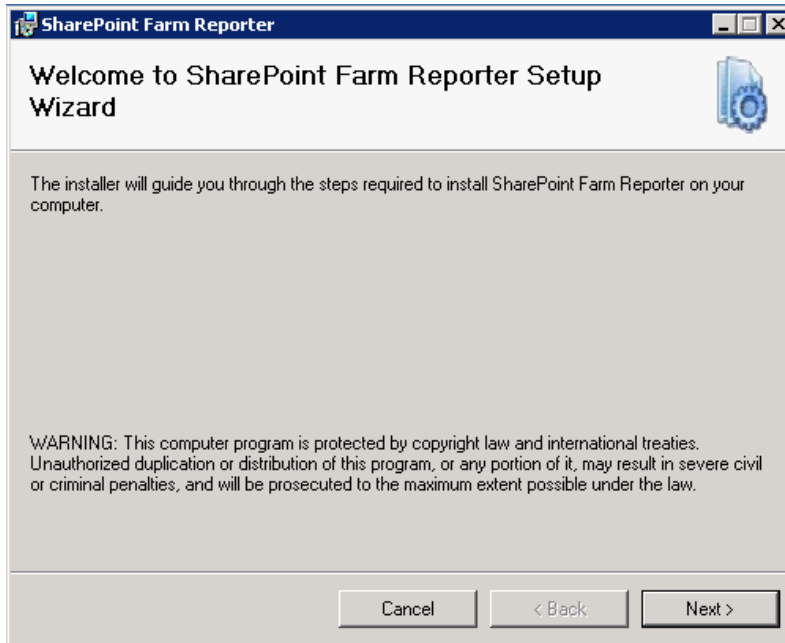 SharePoint Farm Reporter
Welcome to SharePoint Farm Reporter Setup
Wizard
The installer will guide you through the steps required to install SharePoint Farm Reporter on your
computer.
WARNING: This computer program is protected by copyright law and international treaties.
Unauthorized duplication or distribution of this program, or any portion of it, may result in severe civil
or criminal penalties, and will be prosecuted to the maximum extent possible under the law.
Cancel
< Back
Next >